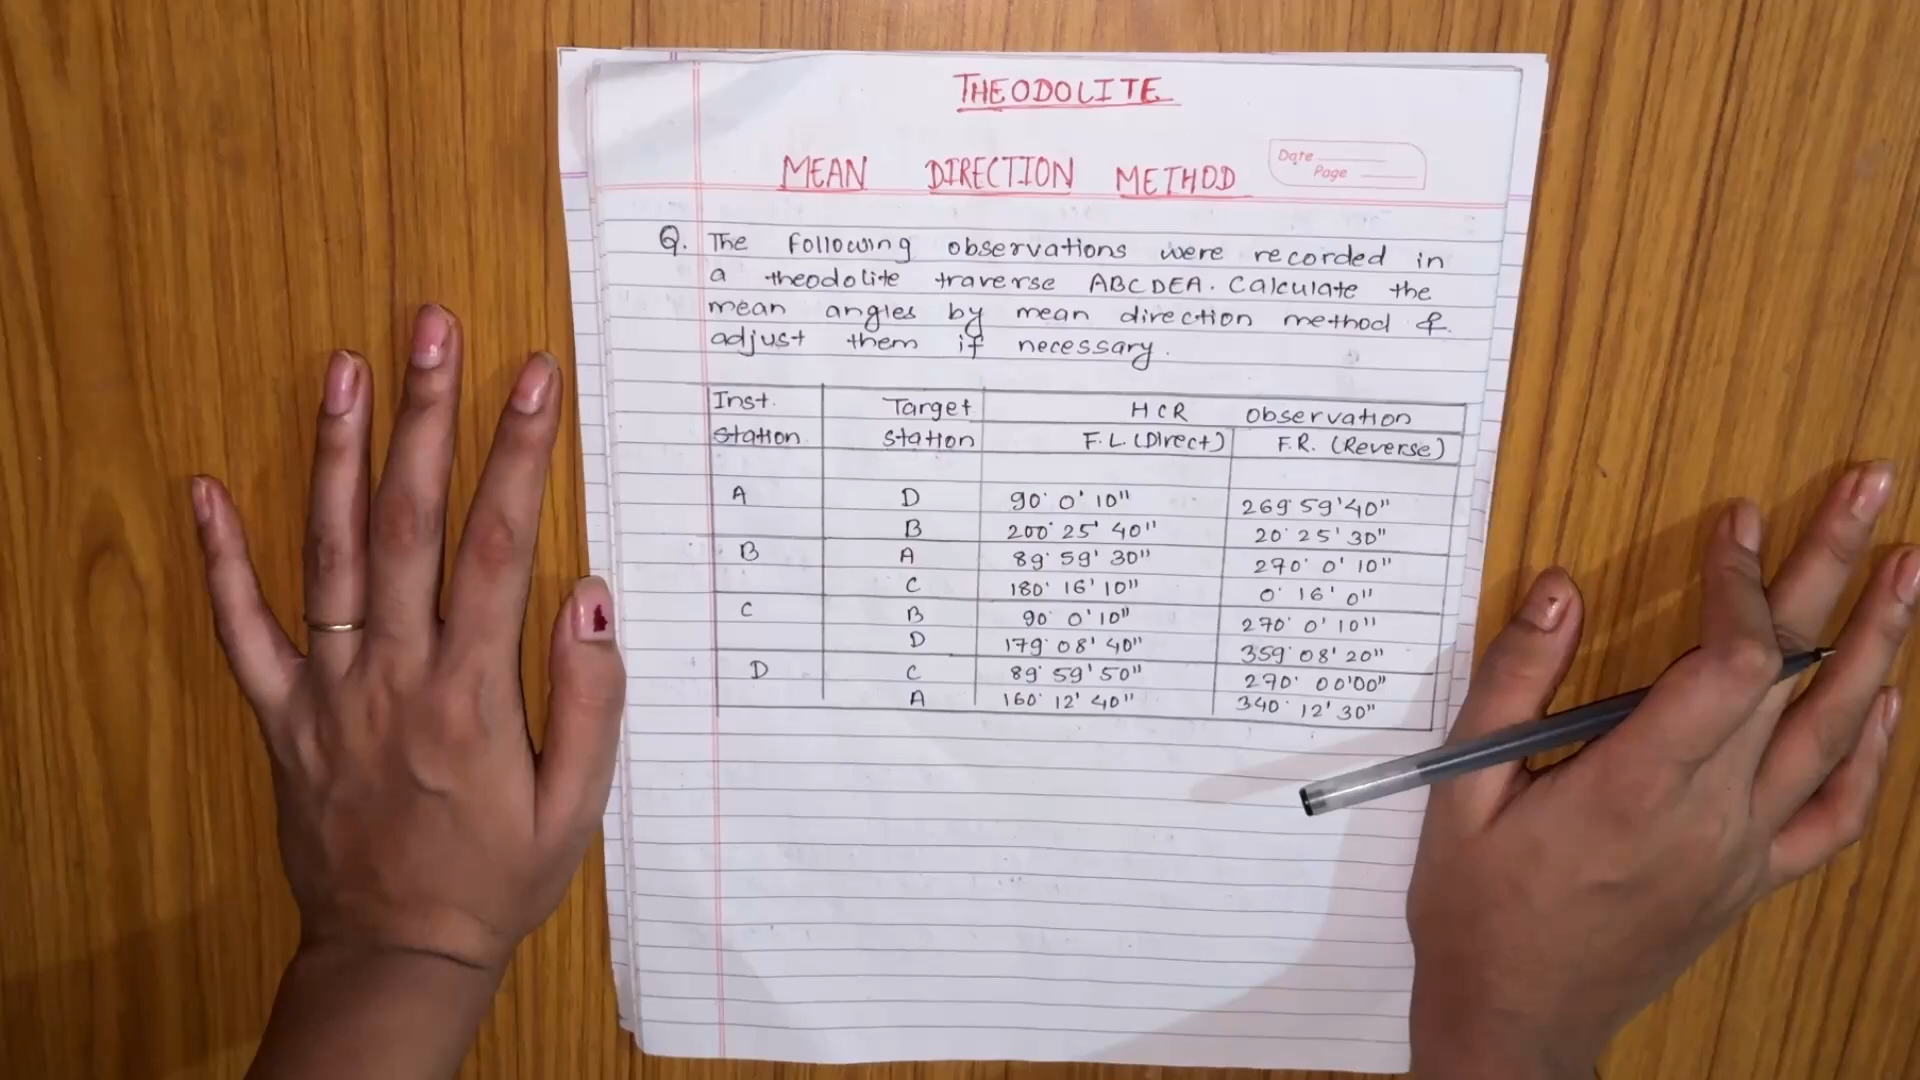 THEODOLITE
MEAN DIRECTION METHOD
Date
Page
Q. The following observations were recorded in
a theodolite traverse ABCDEA. Calculate the
mean angles by mean direction method &
adjust them if necessary.
Inst. Station Target station HCR observation
F.L. (Direct) F.R. (Reverse)
A D 90° 0' 10" 269° 59' 40"
B 200° 25' 40" 20° 25' 30"
B A 89° 59' 30" 270° 0' 10"
C 180° 16' 10" 0° 16' 0"
C B 90° 0' 10" 270° 0' 10"
D 179° 08' 40" 359° 08' 20"
D C 89° 59' 50" 270° 00' 00"
A 160° 12' 40" 340° 12' 30"